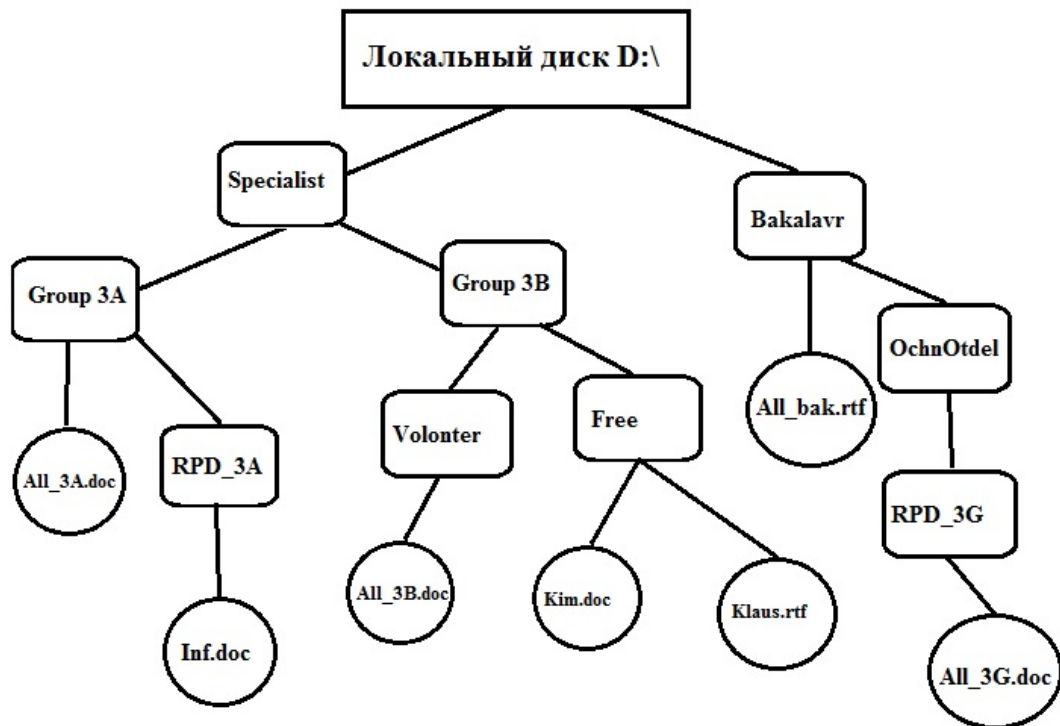 Локальный диск D:\
Specialist
Bakalavr
Group 3A
Group 3B
OchnOtdel
All_bak.rtf
Volonter
Free
All_3A.doc
RPD_3A
RPD_3G
All_3B.doc
Kim.doc
Klaus.rtf
Inf.doc
All_3G.doc